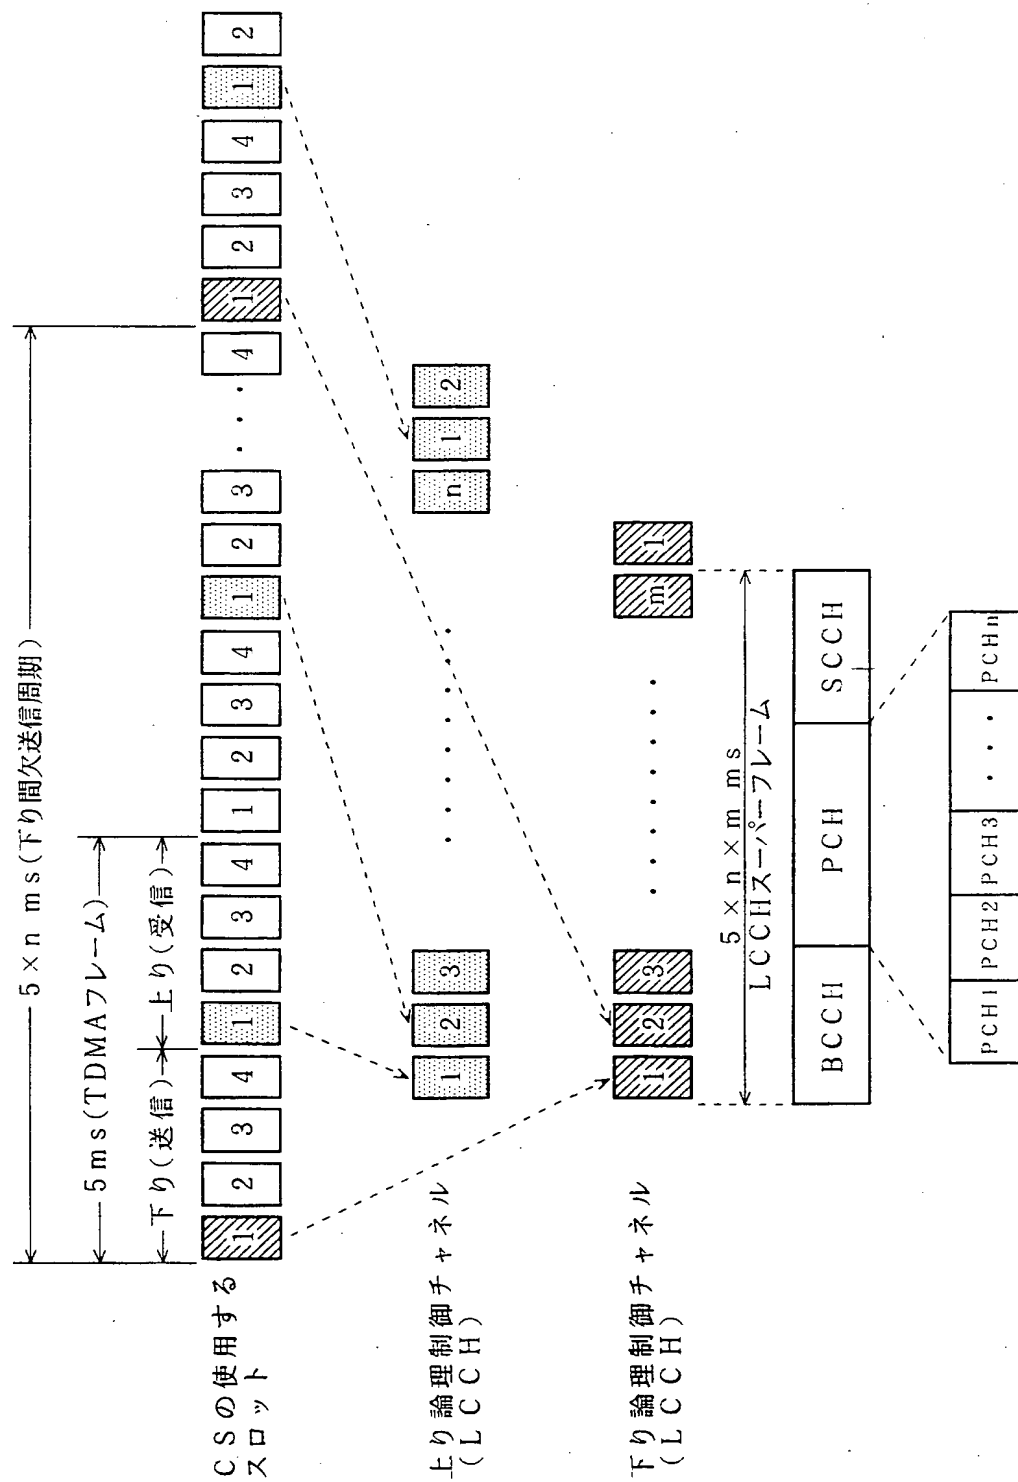 5×n ms(下り間欠送信周期)
5ms(TDMAフレーム)
下り(送信) 上り(受信)
CSの使用する
スロット
1 2 3 4 1 2 3 4 1 2 3 4 1 2 3 ・・・ 4 1 2 3 4 1 2
上り論理制御チャネル
(LCCH)
1 2 3 ・・・・・・・・ n 1 2
下り論理制御チャネル
(LCCH)
1 2 3 ・・・・・・・ m 1
5×n×m ms
LCCHスーパーフレーム
BCCH PCH SCCH
PCH1 PCH2 PCH3 ・・・ PCHn